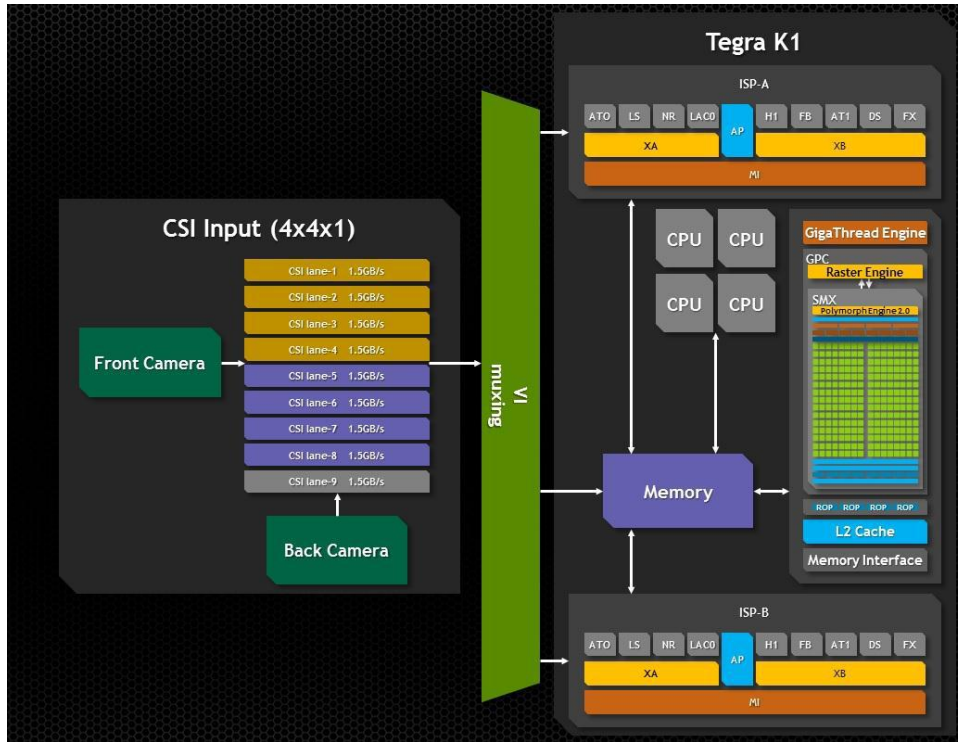 Tegra K1
ISP-A
ATO LS NR LAC0 AP H1 FB AT1 DS FX
XA XB
MI
CSI Input (4x4x1)
CSI lane-1 1.5GB/s
CSI lane-2 1.5GB/s
CSI lane-3 1.5GB/s
CSI lane-4 1.5GB/s
CSI lane-5 1.5GB/s
CSI lane-6 1.5GB/s
CSI lane-7 1.5GB/s
CSI lane-8 1.5GB/s
CSI lane-9 1.5GB/s
Front Camera
Back Camera
VI
muxing
CPU CPU
CPU CPU
Memory
GigaThread Engine
GPC
Raster Engine
SMX
Polymorph Engine 2.0
ROP ROP ROP ROP
L2 Cache
Memory Interface
ISP-B
ATO LS NR LAC0 AP H1 FB AT1 DS FX
XA XB
MI